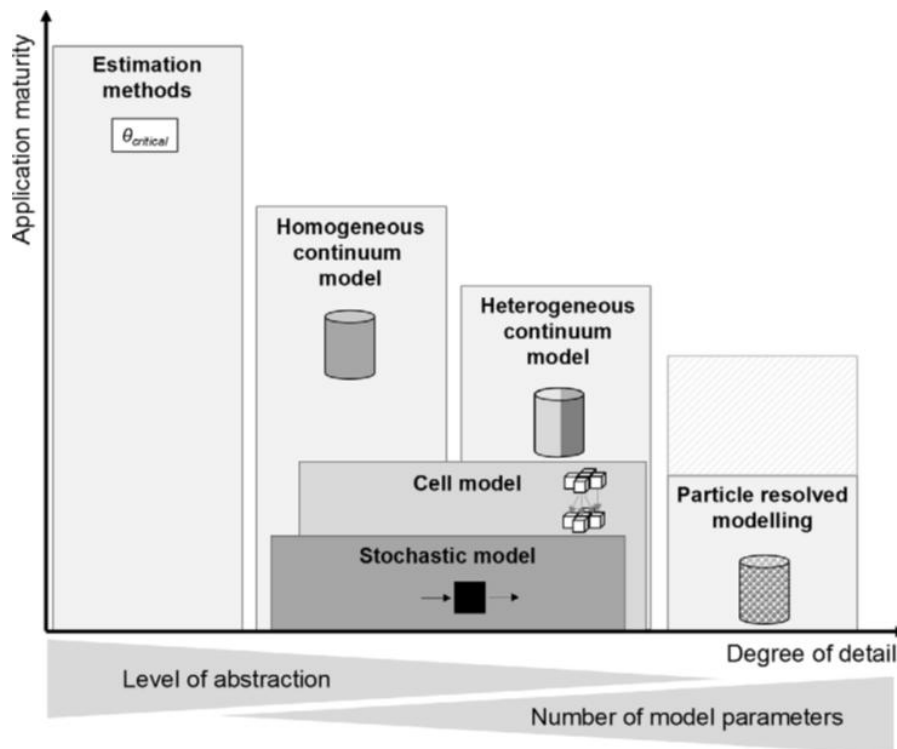 Application maturity
Estimation
methods
θcritical
Homogeneous
continuum
model
Heterogeneous
continuum
model
Cell model
Stochastic model
Particle resolved
modelling
Degree of detail
Level of abstraction
Number of model parameters